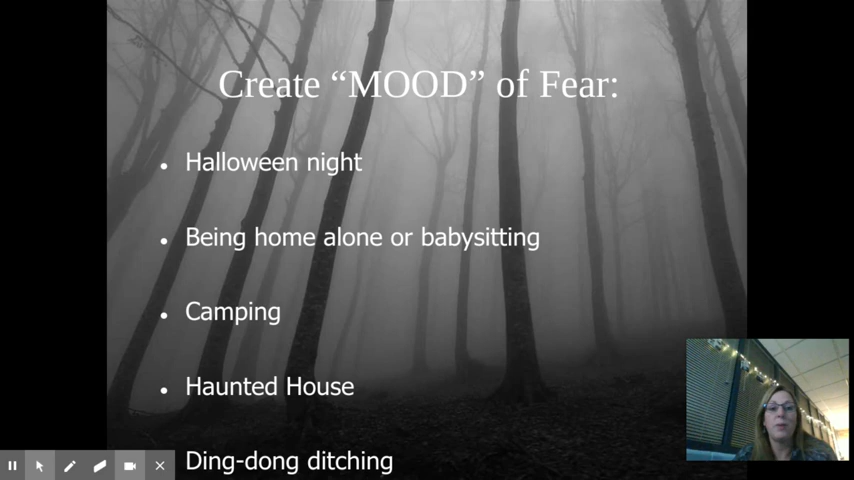 Create “MOOD” of Fear:
Halloween night
Being home alone or babysitting
Camping
Haunted House
Ding-dong ditching